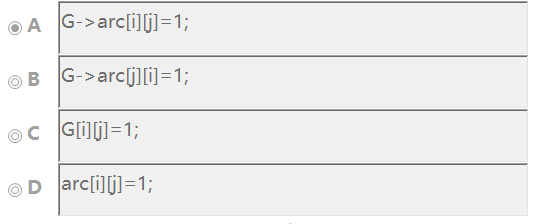 A G->arc[i][j]=1;
B G->arc[j][i]=1;
C G[i][j]=1;
D arc[i][j]=1;